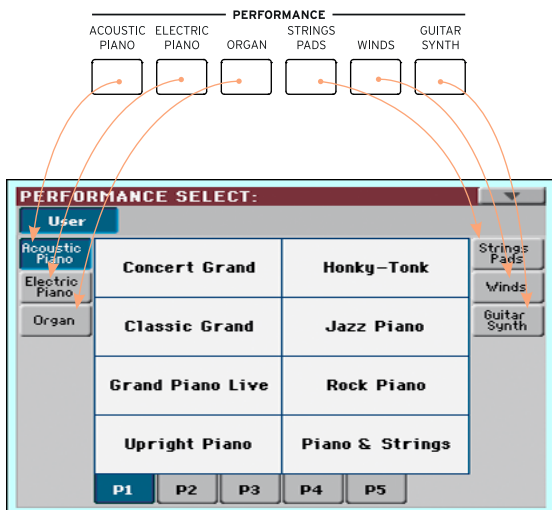 PERFORMANCE
ACOUSTIC PIANO
ELECTRIC PIANO
ORGAN
STRINGS PADS
WINDS
GUITAR SYNTH
PERFORMANCE SELECT:
User
Acoustic Piano
Electric Piano
Organ
Concert Grand
Honky-Tonk
Classic Grand
Jazz Piano
Grand Piano Live
Rock Piano
Upright Piano
Piano & Strings
Strings Pads
Winds
Guitar Synth
P1 P2 P3 P4 P5